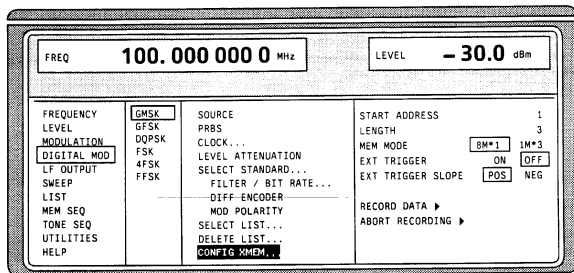 FREQ 100. 000 000 0 MHz
LEVEL – 30.0 dBm
FREQUENCY
LEVEL
MODULATION
DIGITAL MOD
LF OUTPUT
SWEEP
LIST
MEM SEQ
TONE SEQ
UTILITIES
HELP
GMSK
GFSK
DQPSK
FSK
4FSK
FFSK
SOURCE
PRBS
CLOCK...
LEVEL ATTENUATION
SELECT STANDARD...
FILTER / BIT RATE...
DIFF ENCODER
MOD POLARITY
SELECT LIST...
DELETE LIST...
CONFIG XMEM...
START ADDRESS 1
LENGTH 3
MEM MODE 8M*1 1M*3
EXT TRIGGER ON OFF
EXT TRIGGER SLOPE POS NEG
RECORD DATA ▶
ABORT RECORDING ▶